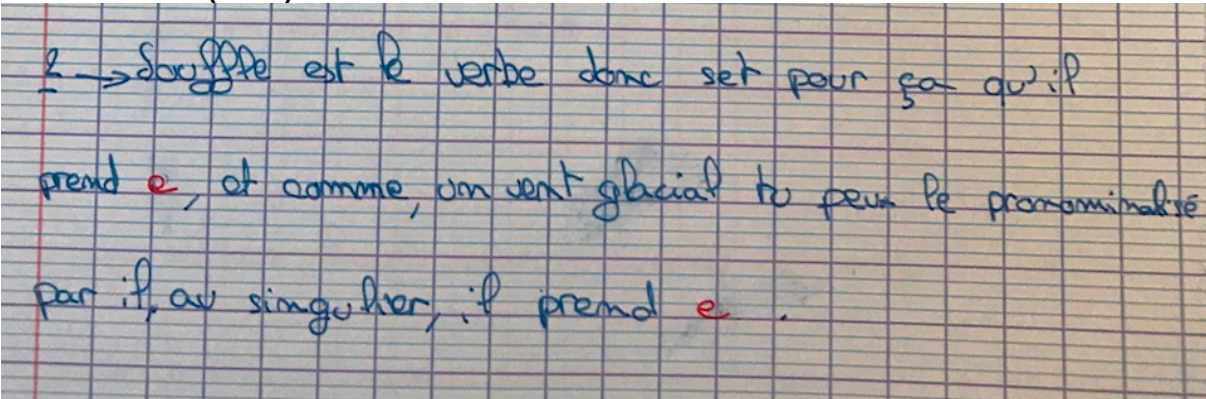 2 → Souffle est le verbe donc set pour ça qu'il
prend e, et comme, un vent glacial tu peux le pronominalisé
par il, au singulier, il prend e .